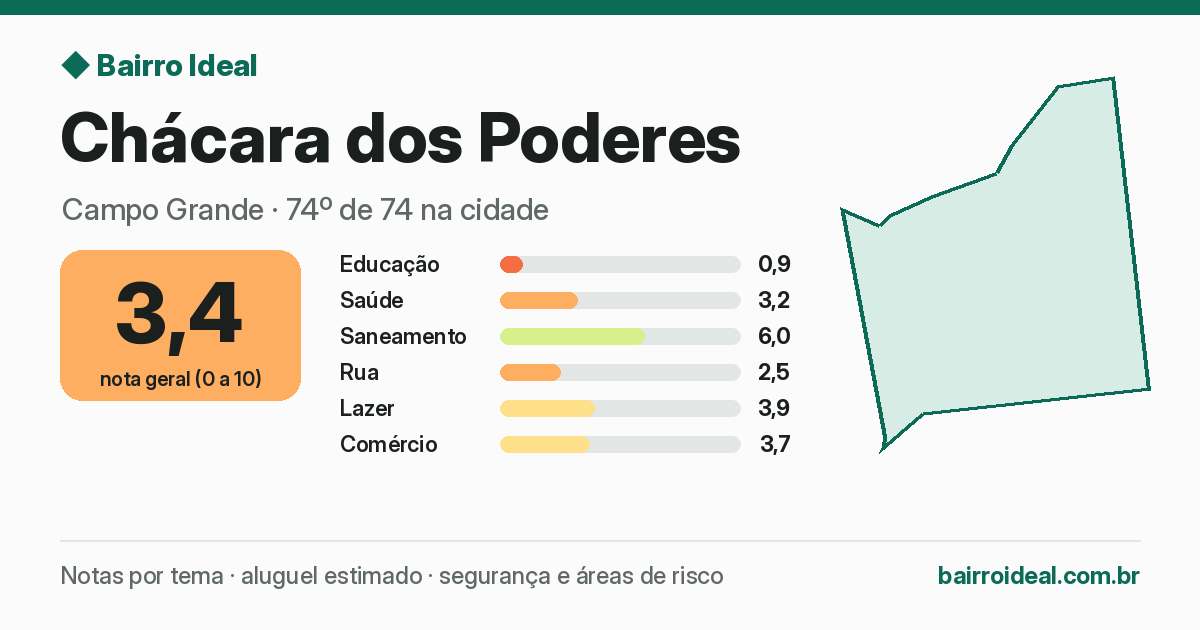 Bairro Ideal
Chácara dos Poderes
Campo Grande · 74º de 74 na cidade
3,4
nota geral (0 a 10)
Educação 0,9
Saúde 3,2
Saneamento 6,0
Rua 2,5
Lazer 3,9
Comércio 3,7
Notas por tema · aluguel estimado · segurança e áreas de risco
bairroideal.com.br